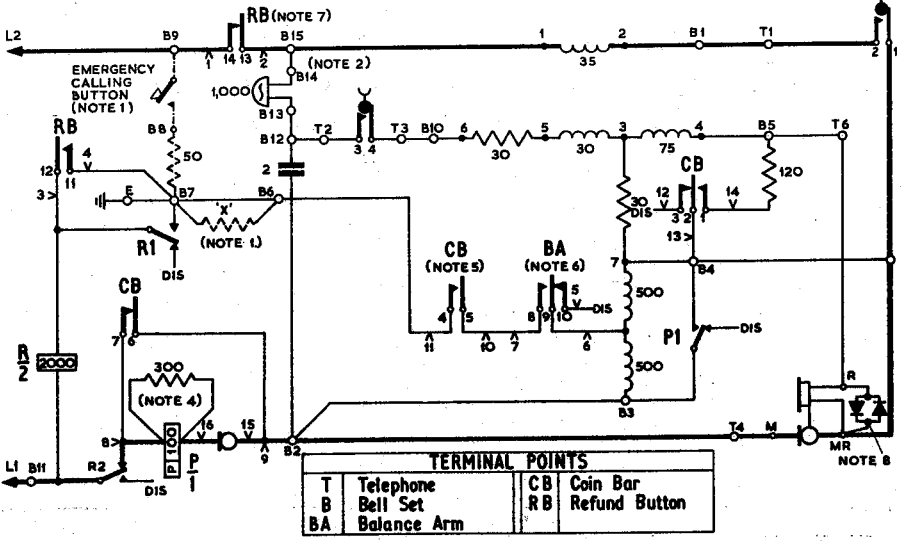 RB (NOTE 7)
L2
B9
1
14
13
2
B15
1
2
35
B1
T1
2
1
EMERGENCY
CALLING
BUTTON
(NOTE 1)
(NOTE 2)
B14
1,000
B13
RB
B8
B12
T2
3
4
T3
B10
6
30
5
30
3
75
4
B5
T6
4
12
11
50
2
CB
120
3
E
B7
B6
'X'
(NOTE 1.)
30
DIS
12
3
2
1
14
13
R1
DIS
CB
(NOTE 5)
BA
(NOTE 6)
7
B4
CB
4
5
8
9
10
5
DIS
500
P1
DIS
7
6
11
10
7
6
R
2
2000
300
(NOTE 4)
500
B3
R
8
P 100
16
15
P
1
9
B2
T4
M
MR
NOTE 8
L1
B11
R2
DIS
TERMINAL POINTS
T Telephone CB Coin Bar
B Bell Set RB Refund Button
BA Balance Arm